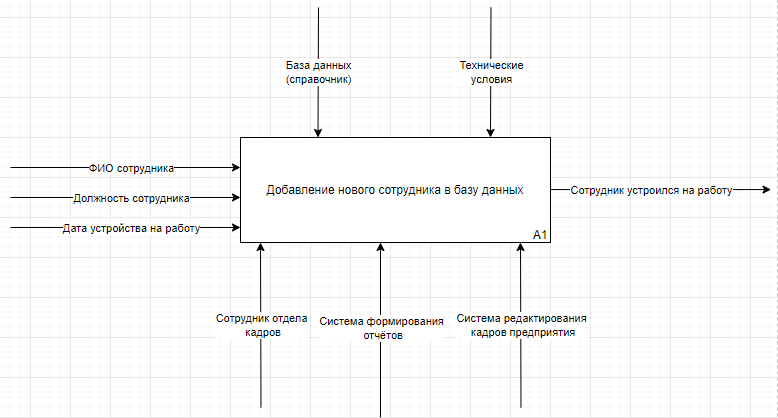 База данных
(справочник)
Технические
условия
ФИО сотрудника
Должность сотрудника
Дата устройства на работу
Добавление нового сотрудника в базу данных
A1
Сотрудник устроился на работу
Сотрудник отдела
кадров
Система формирования
отчётов
Система редактирования
кадров предприятия